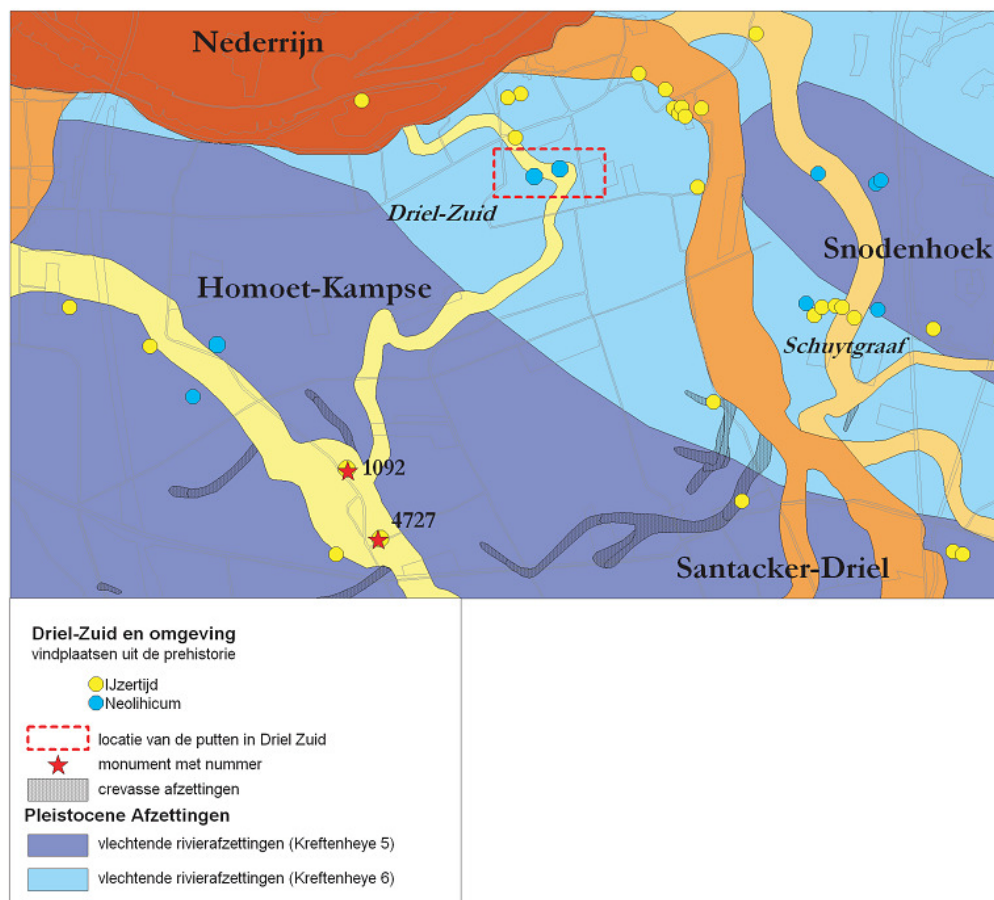 Nederrijn
Driel-Zuid
Snodenhoek
Homoet-Kampse
Schuytgraaf
1092
4727
Santacker-Driel
Driel-Zuid en omgeving
vindplaatsen uit de prehistorie
IJzertijd
Neolihicum
locatie van de putten in Driel Zuid
monument met nummer
crevasse afzettingen
Pleistocene Afzettingen
vlechtende rivierafzettingen (Kreftenheye 5)
vlechtende rivierafzettingen (Kreftenheye 6)